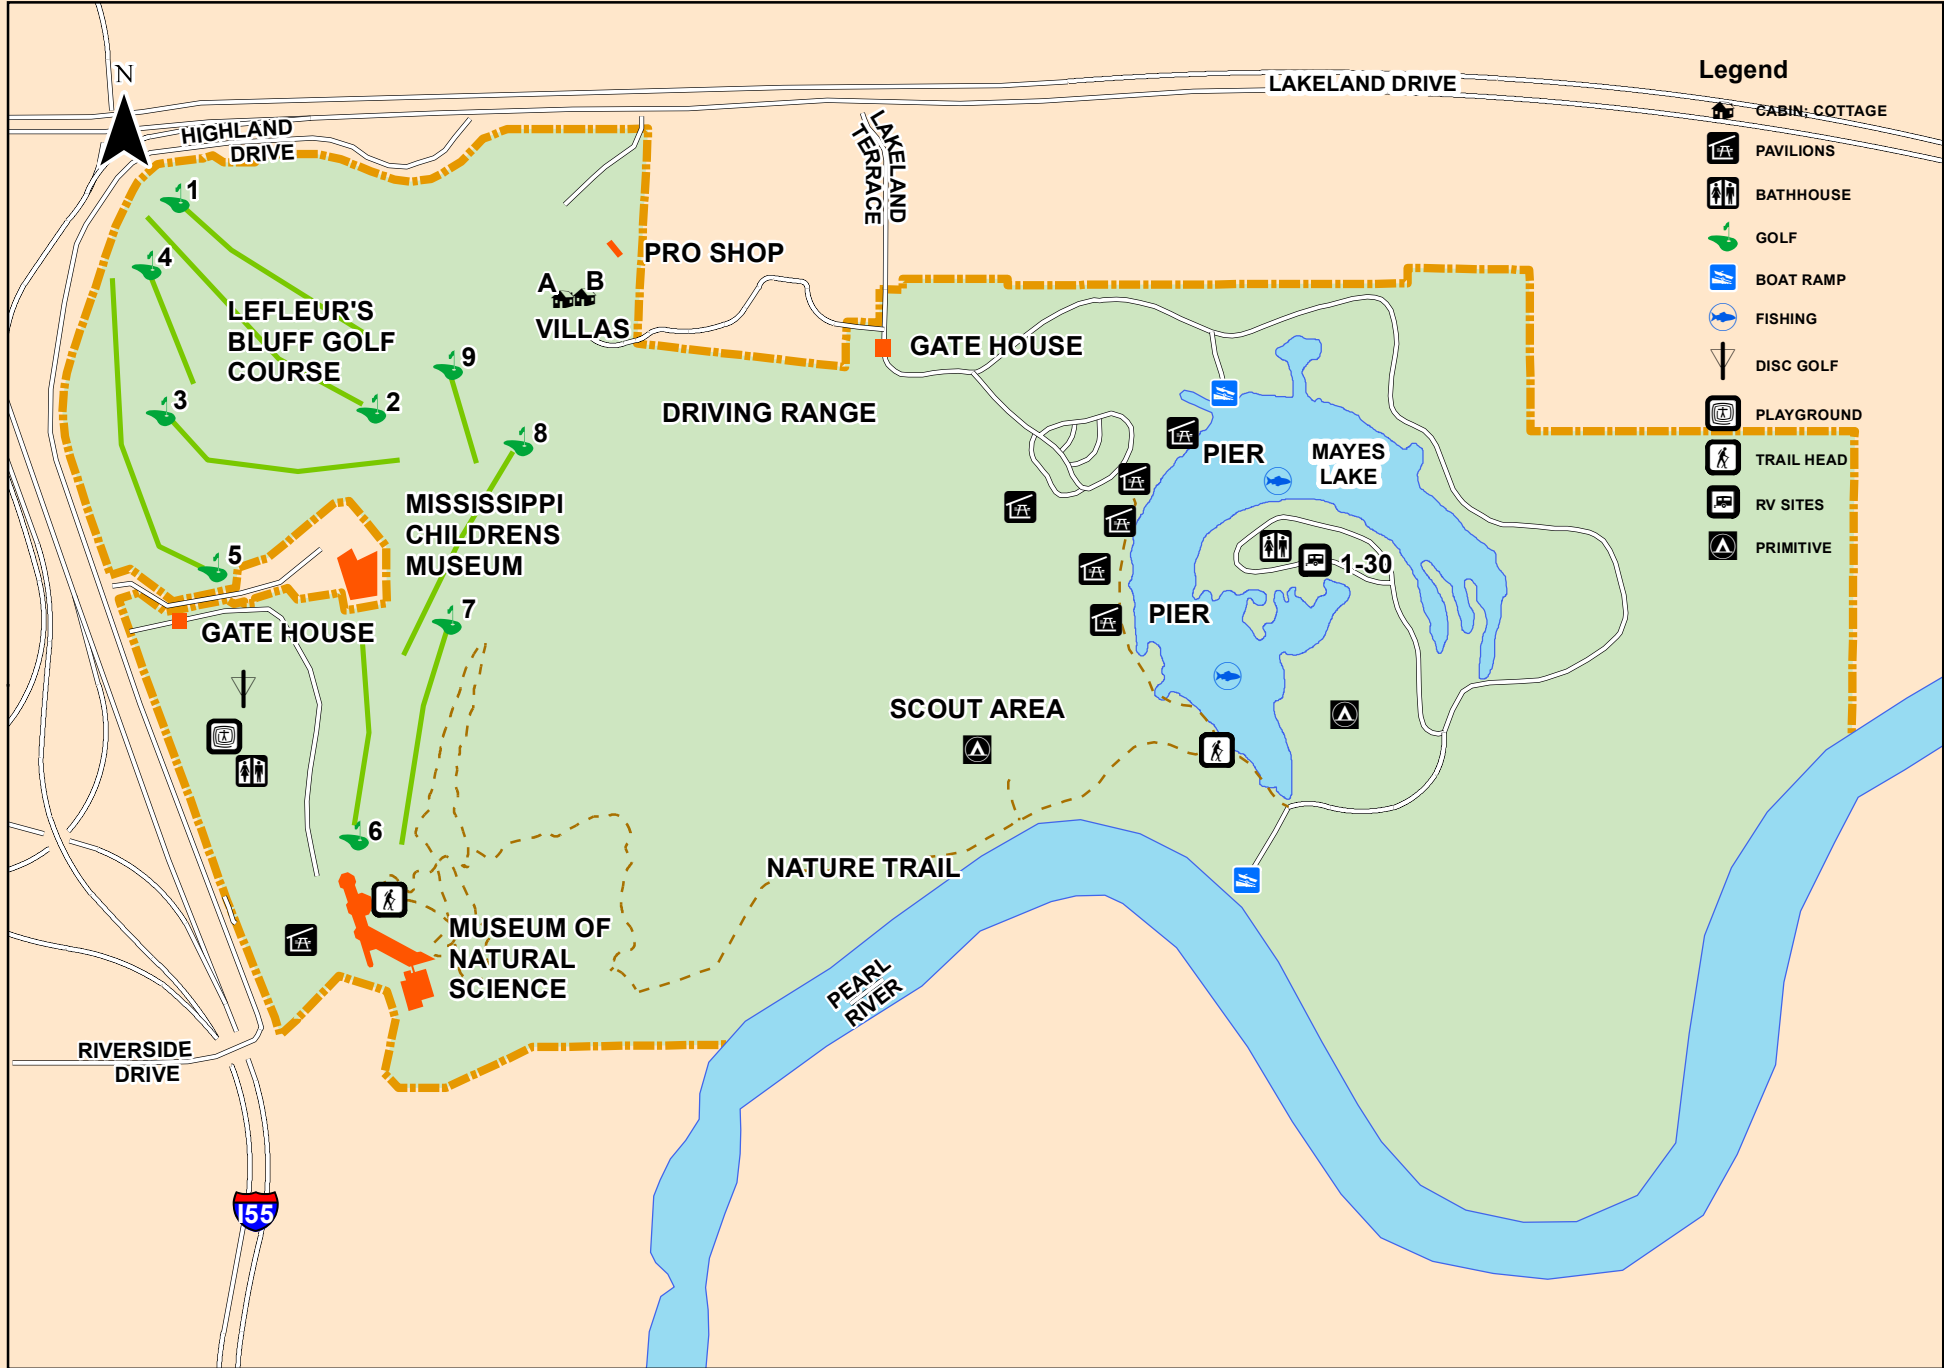 N
LAKELAND DRIVE
HIGHLAND
DRIVE
LAKELAND
TERRACE
1
4
LEFLEUR'S
BLUFF GOLF
COURSE
3
2
9
8
5
7
6
PRO SHOP
A
B
VILLAS
GATE HOUSE
DRIVING RANGE
MISSISSIPPI
CHILDRENS
MUSEUM
GATE HOUSE
PIER
MAYES
LAKE
1-30
PIER
SCOUT AREA
NATURE TRAIL
MUSEUM OF
NATURAL
SCIENCE
PEARL
RIVER
RIVERSIDE
DRIVE
I55
Legend
CABIN; COTTAGE
PAVILIONS
BATHHOUSE
GOLF
BOAT RAMP
FISHING
DISC GOLF
PLAYGROUND
TRAIL HEAD
RV SITES
PRIMITIVE